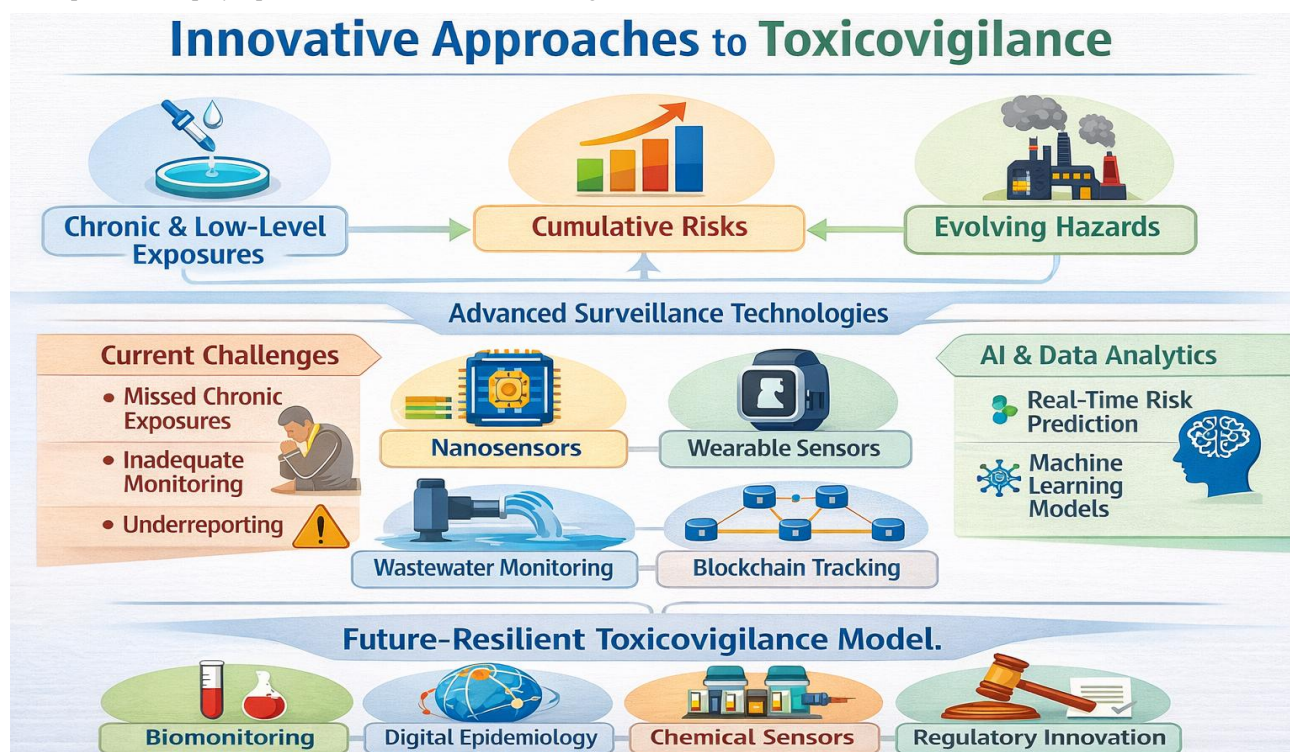 Innovative Approaches to Toxicovigilance
Chronic & Low-Level
Exposures
Cumulative Risks
Evolving Hazards
Advanced Surveillance Technologies
Current Challenges
• Missed Chronic
Exposures
• Inadequate
Monitoring
• Underreporting
Nanosensors
Wearable Sensors
Wastewater Monitoring
Blockchain Tracking
AI & Data Analytics
Real-Time Risk
Prediction
Machine
Learning
Models
Future-Resilient Toxicovigilance Model.
Biomonitoring
Digital Epidemiology
Chemical Sensors
Regulatory Innovation